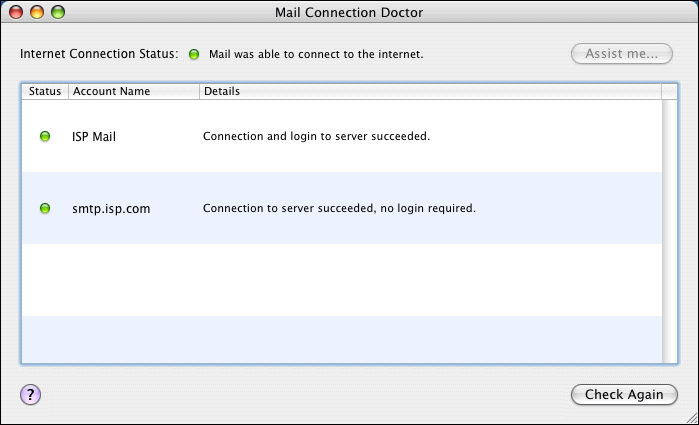 Mail Connection Doctor
Internet Connection Status: Mail was able to connect to the internet. Assist me...
Status Account Name Details
ISP Mail Connection and login to server succeeded.
smtp.isp.com Connection to server succeeded, no login required.
? Check Again